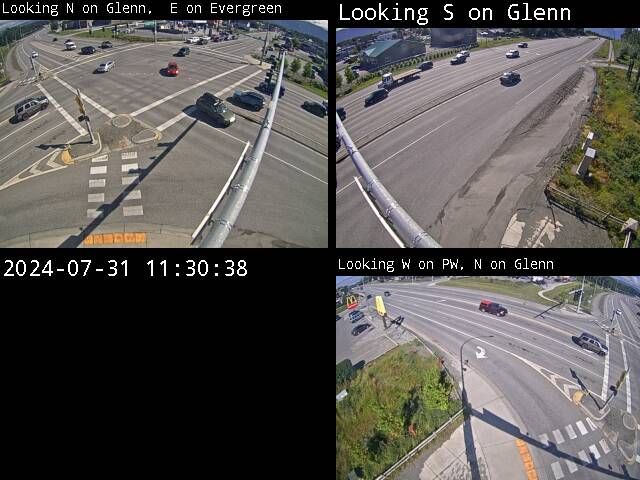 Looking N on Glenn,  E on Evergreen
Looking S on Glenn
2024-07-31 11:30:38
Looking W on PW, N on Glenn